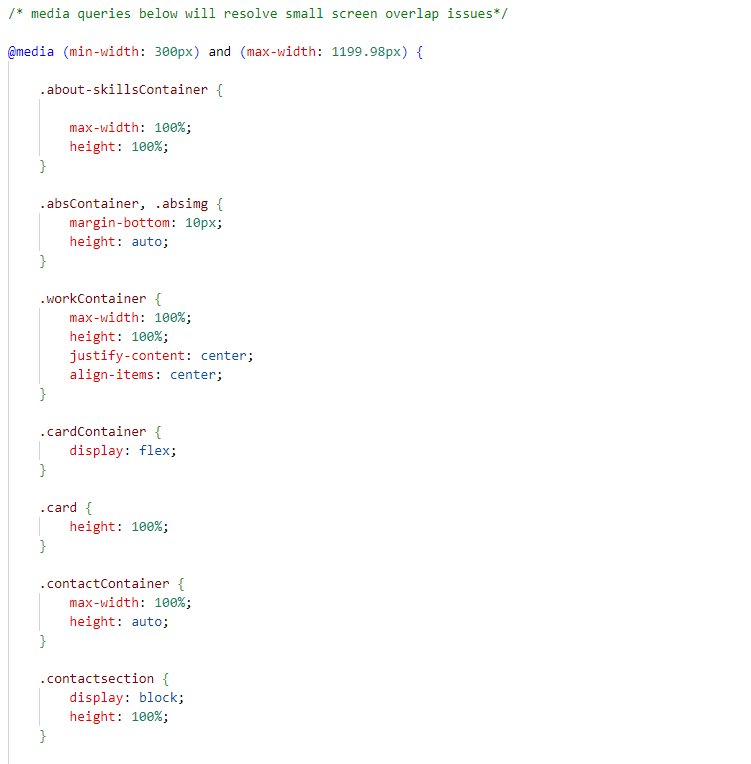 /* media queries below will resolve small screen overlap issues*/
@media (min-width: 300px) and (max-width: 1199.98px) {
.about-skillsContainer {
max-width: 100%;
height: 100%;
}
.absContainer, .absimg {
margin-bottom: 10px;
height: auto;
}
.workContainer {
max-width: 100%;
height: 100%;
justify-content: center;
align-items: center;
}
.cardContainer {
display: flex;
}
.card {
height: 100%;
}
.contactContainer {
max-width: 100%;
height: auto;
}
.contactsection {
display: block;
height: 100%;
}